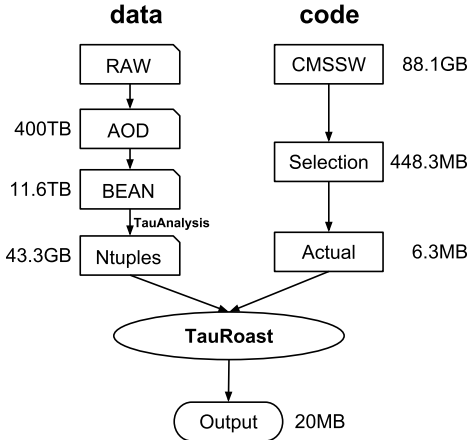 data code
RAW CMSSW 88.1GB
400TB AOD
Selection 448.3MB
11.6TB BEAN
TauAnalysis
43.3GB Ntuples Actual 6.3MB
TauRoast
Output 20MB